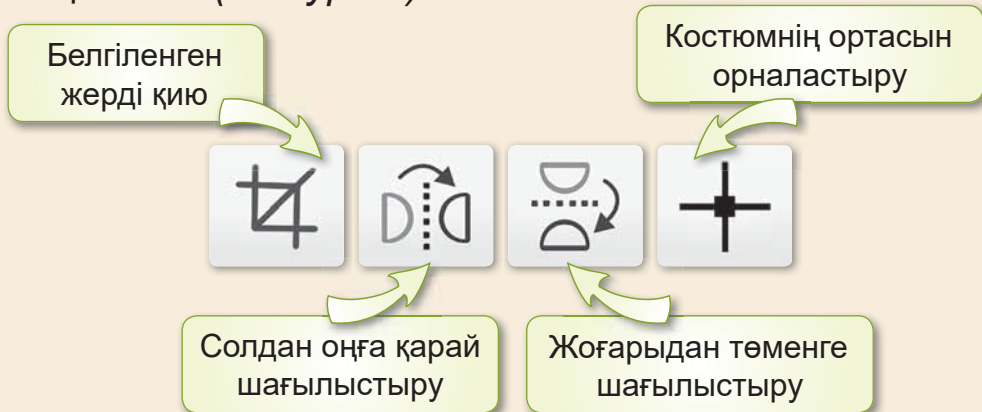 Белгіленген
жерді қию
Костюмнің ортасын
орналастыру
Солдан оңға қарай
шағылыстыру
Жоғарыдан төменге
шағылыстыру